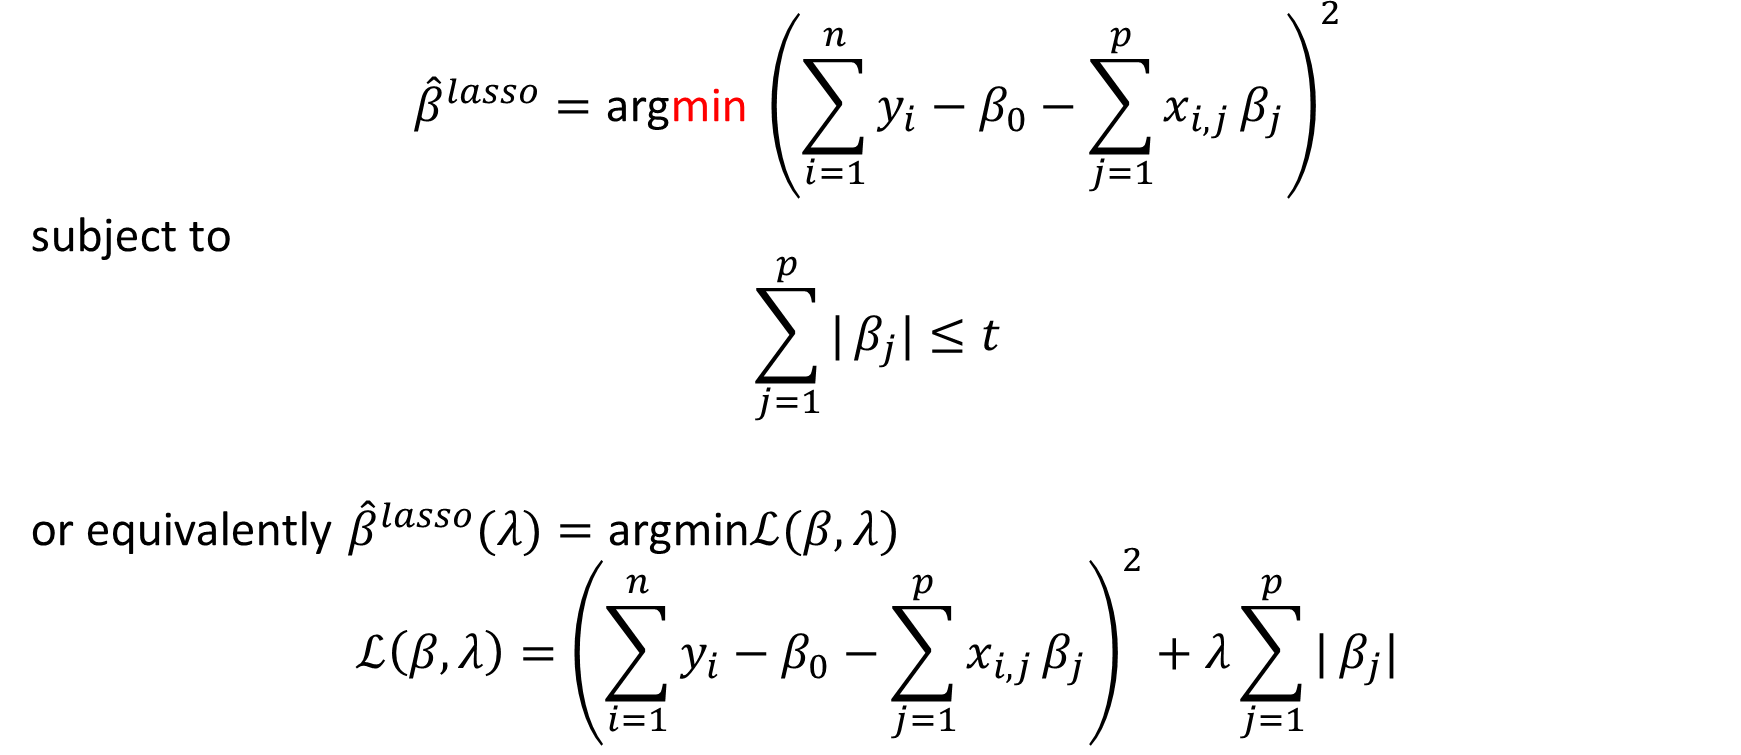 β̂^{lasso} = argmin (∑_{i=1}^{n} y_i − β_0 − ∑_{j=1}^{p} x_{i,j} β_j)^2
subject to
∑_{j=1}^{p} | β_j| ≤ t
or equivalently β̂^{lasso}(λ) = argminℒ(β, λ)
ℒ(β, λ) = (∑_{i=1}^{n} y_i − β_0 − ∑_{j=1}^{p} x_{i,j} β_j)^2 + λ ∑_{j=1}^{p} | β_j|